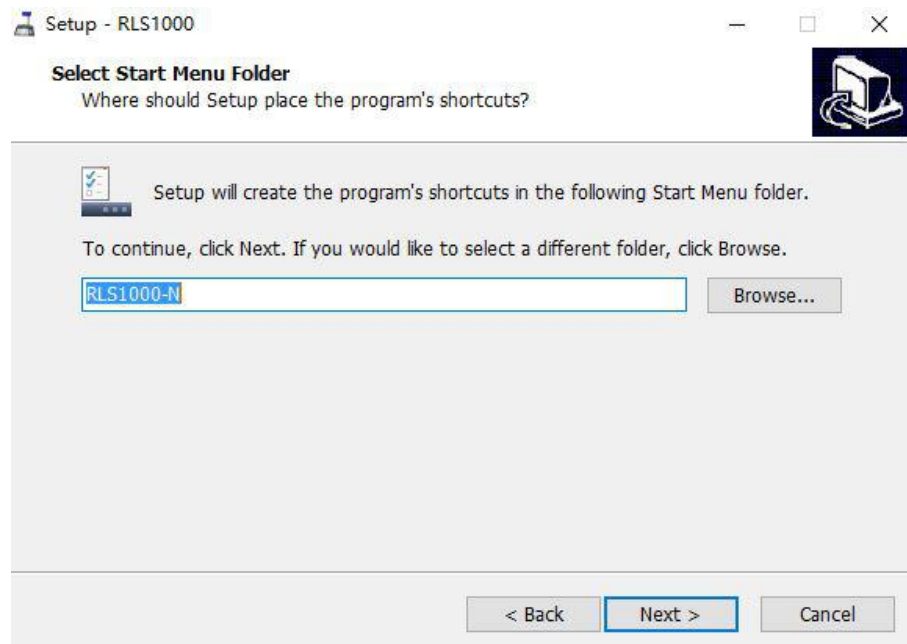 Setup - RLS1000
Select Start Menu Folder
Where should Setup place the program's shortcuts?
Setup will create the program's shortcuts in the following Start Menu folder.
To continue, click Next. If you would like to select a different folder, click Browse.
RLS1000-N
Browse...
< Back
Next >
Cancel